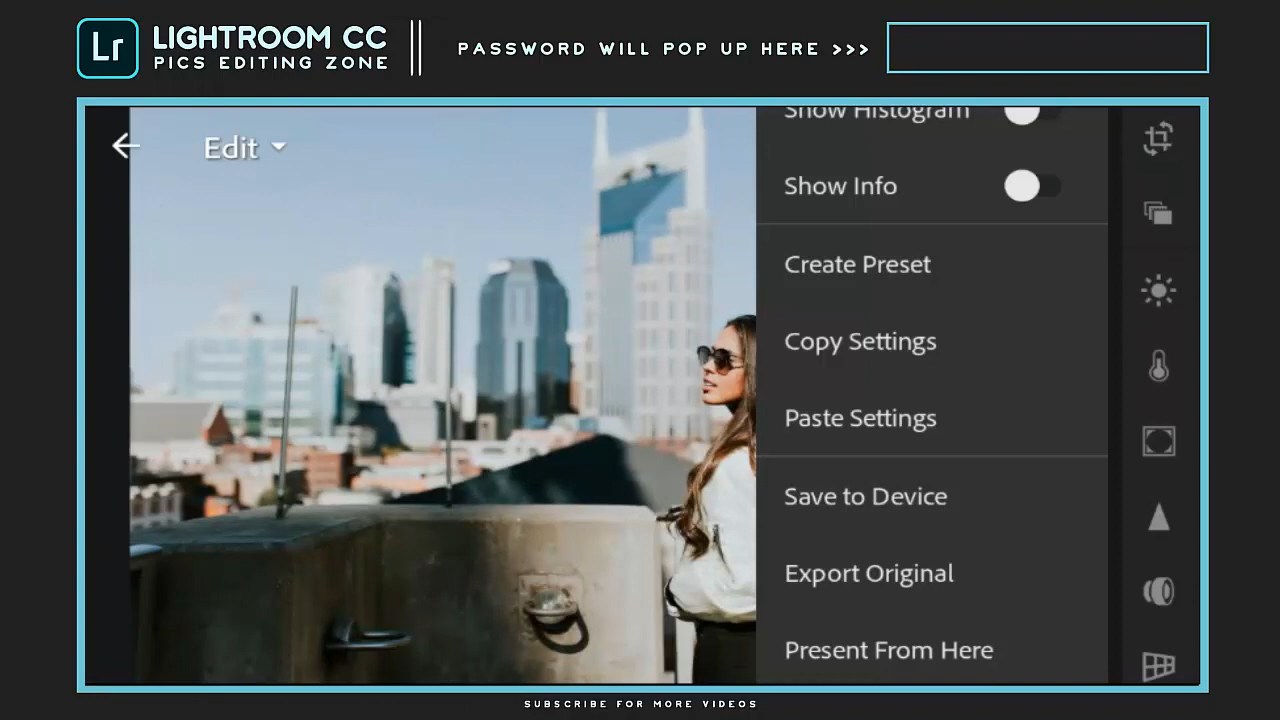 Lr
LIGHTROOM CC
PICS EDITING ZONE
PASSWORD WILL POP UP HERE >>>
Edit
Show Histogram
Show Info
Create Preset
Copy Settings
Paste Settings
Save to Device
Export Original
Present From Here
SUBSCRIBE FOR MORE VIDEOS